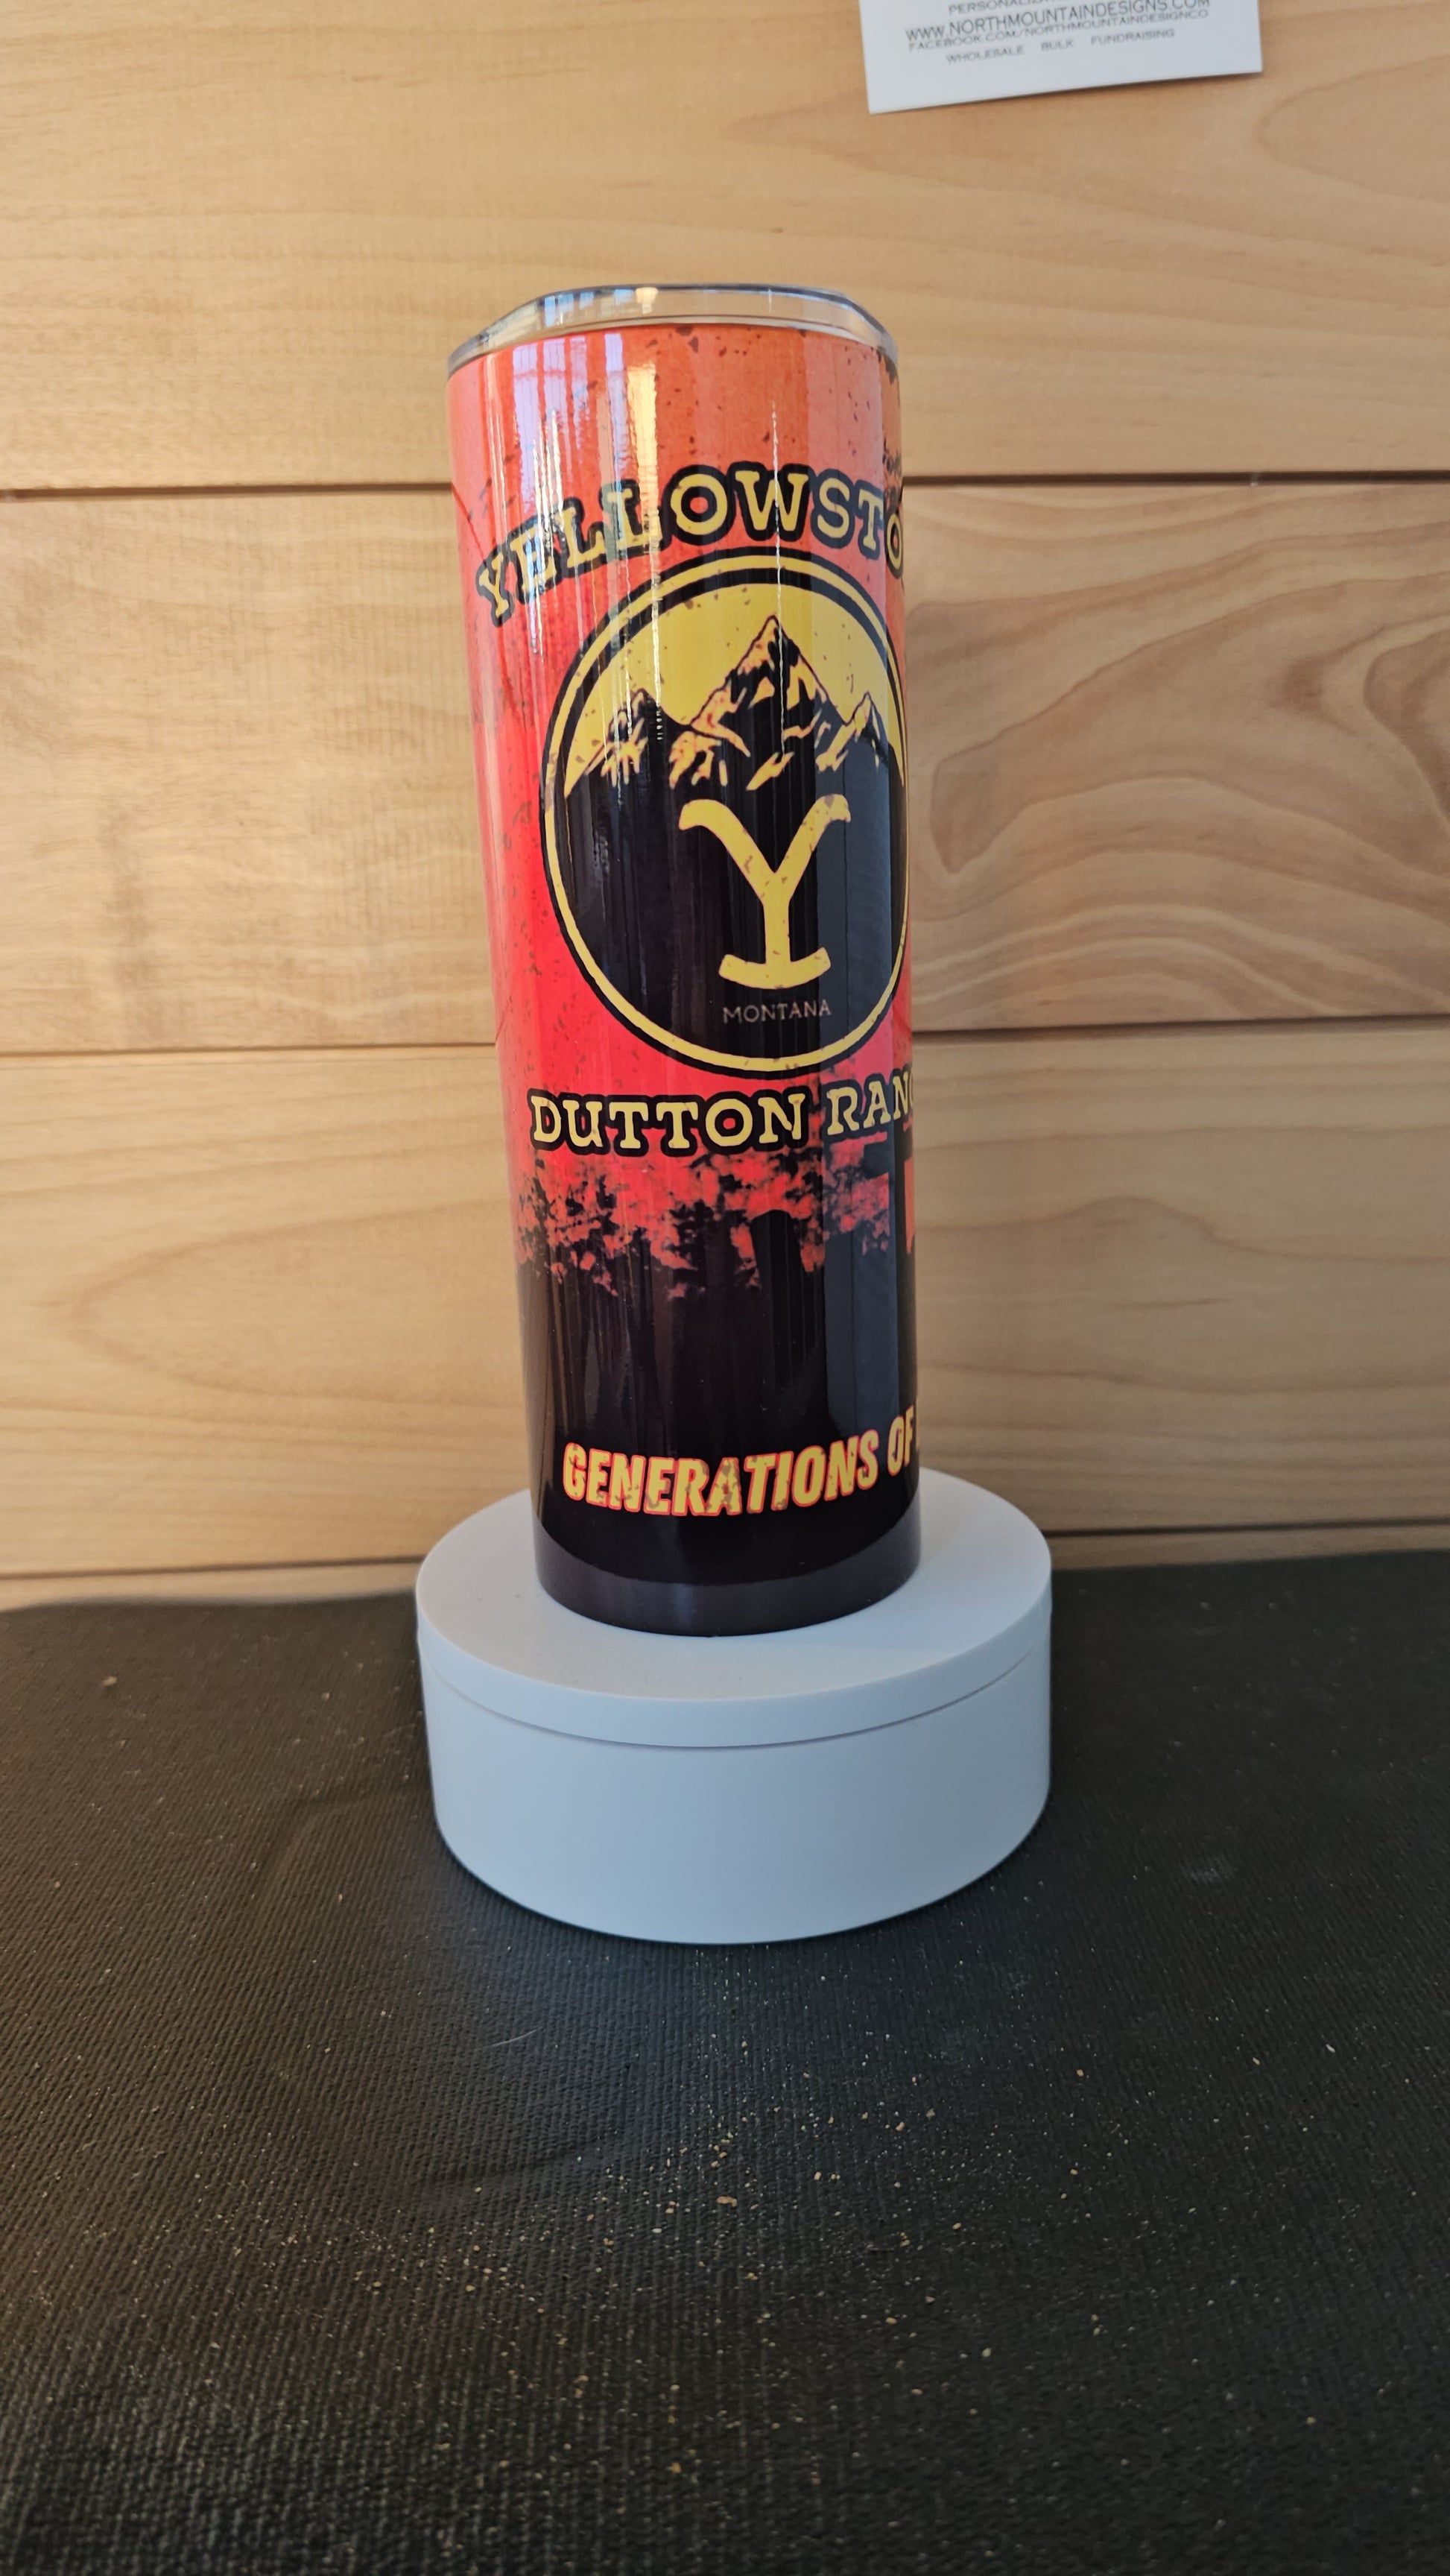 WWW.NORTHMOUNTAINDESIGNS.COM
FACEBOOK.COM/NORTHMOUNTAINDESIGNCO
WHOLESALE BULK FUNDRAISING
YELLOWSTO
Y
MONTANA
DUTTON RANC
GENERATIONS OF